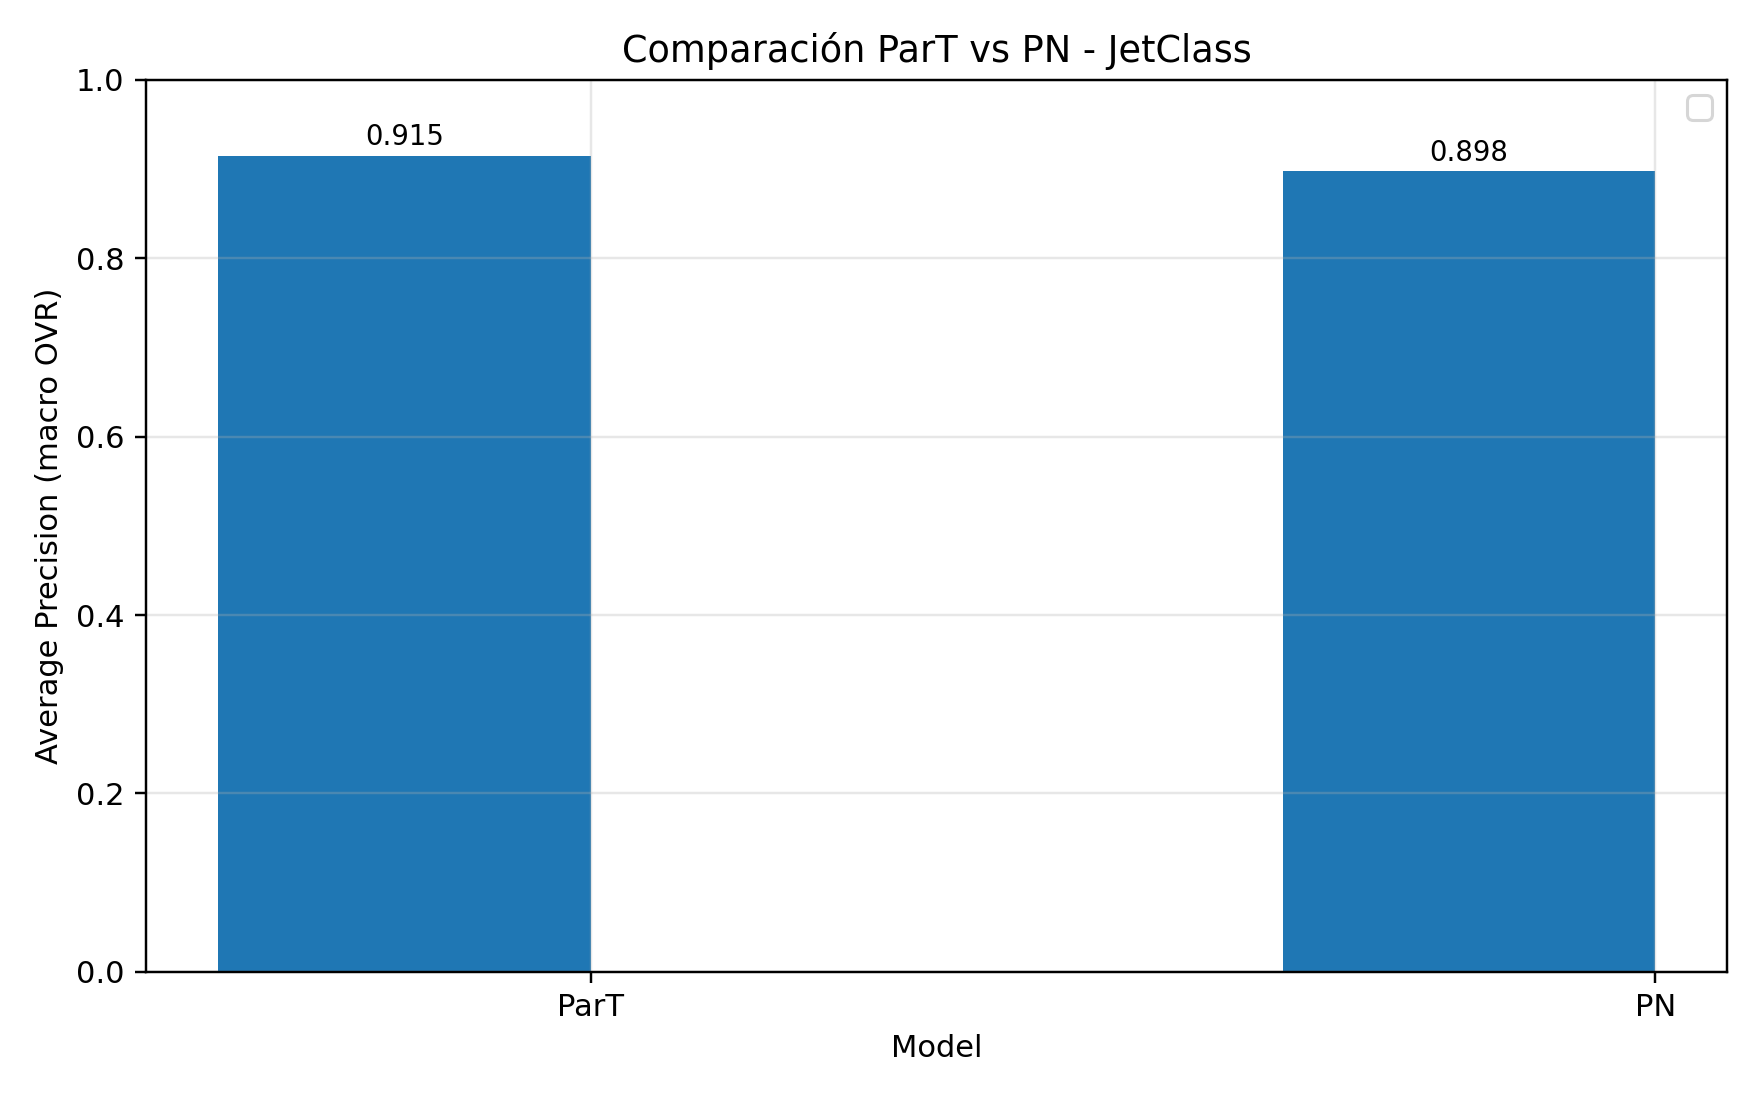 Comparación ParT vs PN - JetClass
1.0
0.8
0.6
0.4
0.2
0.0
Average Precision (macro OVR)
0.915
0.898
ParT
PN
Model